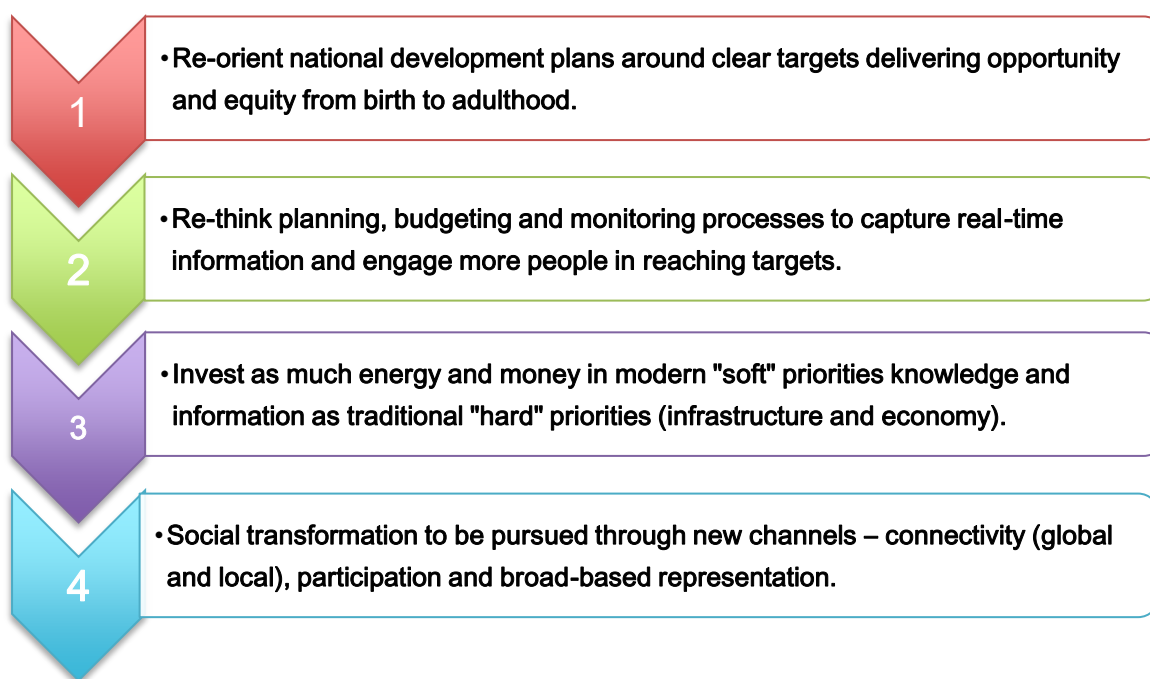 1
•Re-orient national development plans around clear targets delivering opportunity
and equity from birth to adulthood.
2
•Re-think planning, budgeting and monitoring processes to capture real-time
information and engage more people in reaching targets.
3
•Invest as much energy and money in modern "soft" priorities knowledge and
information as traditional "hard" priorities (infrastructure and economy).
4
•Social transformation to be pursued through new channels – connectivity (global
and local), participation and broad-based representation.